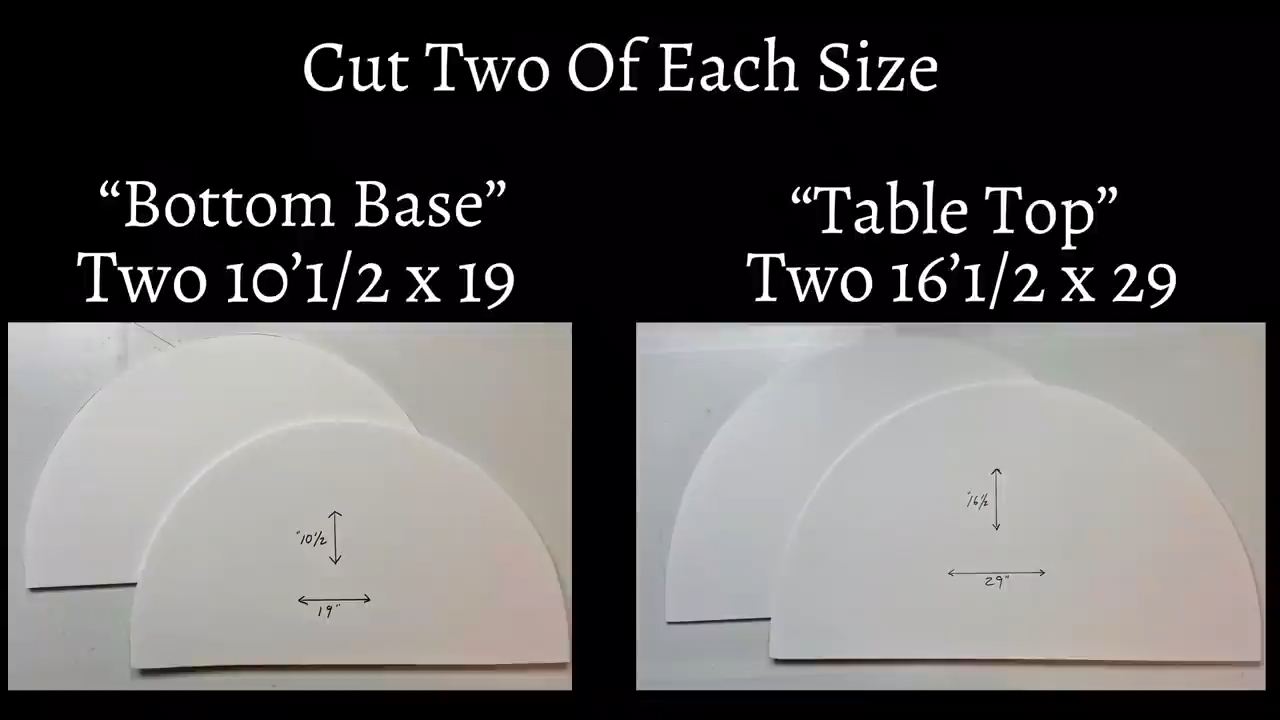 Cut Two Of Each Size
“Bottom Base”
Two 10’1/2 x 19
“Table Top”
Two 16’1/2 x 29
"10½
19"
"16½
29"